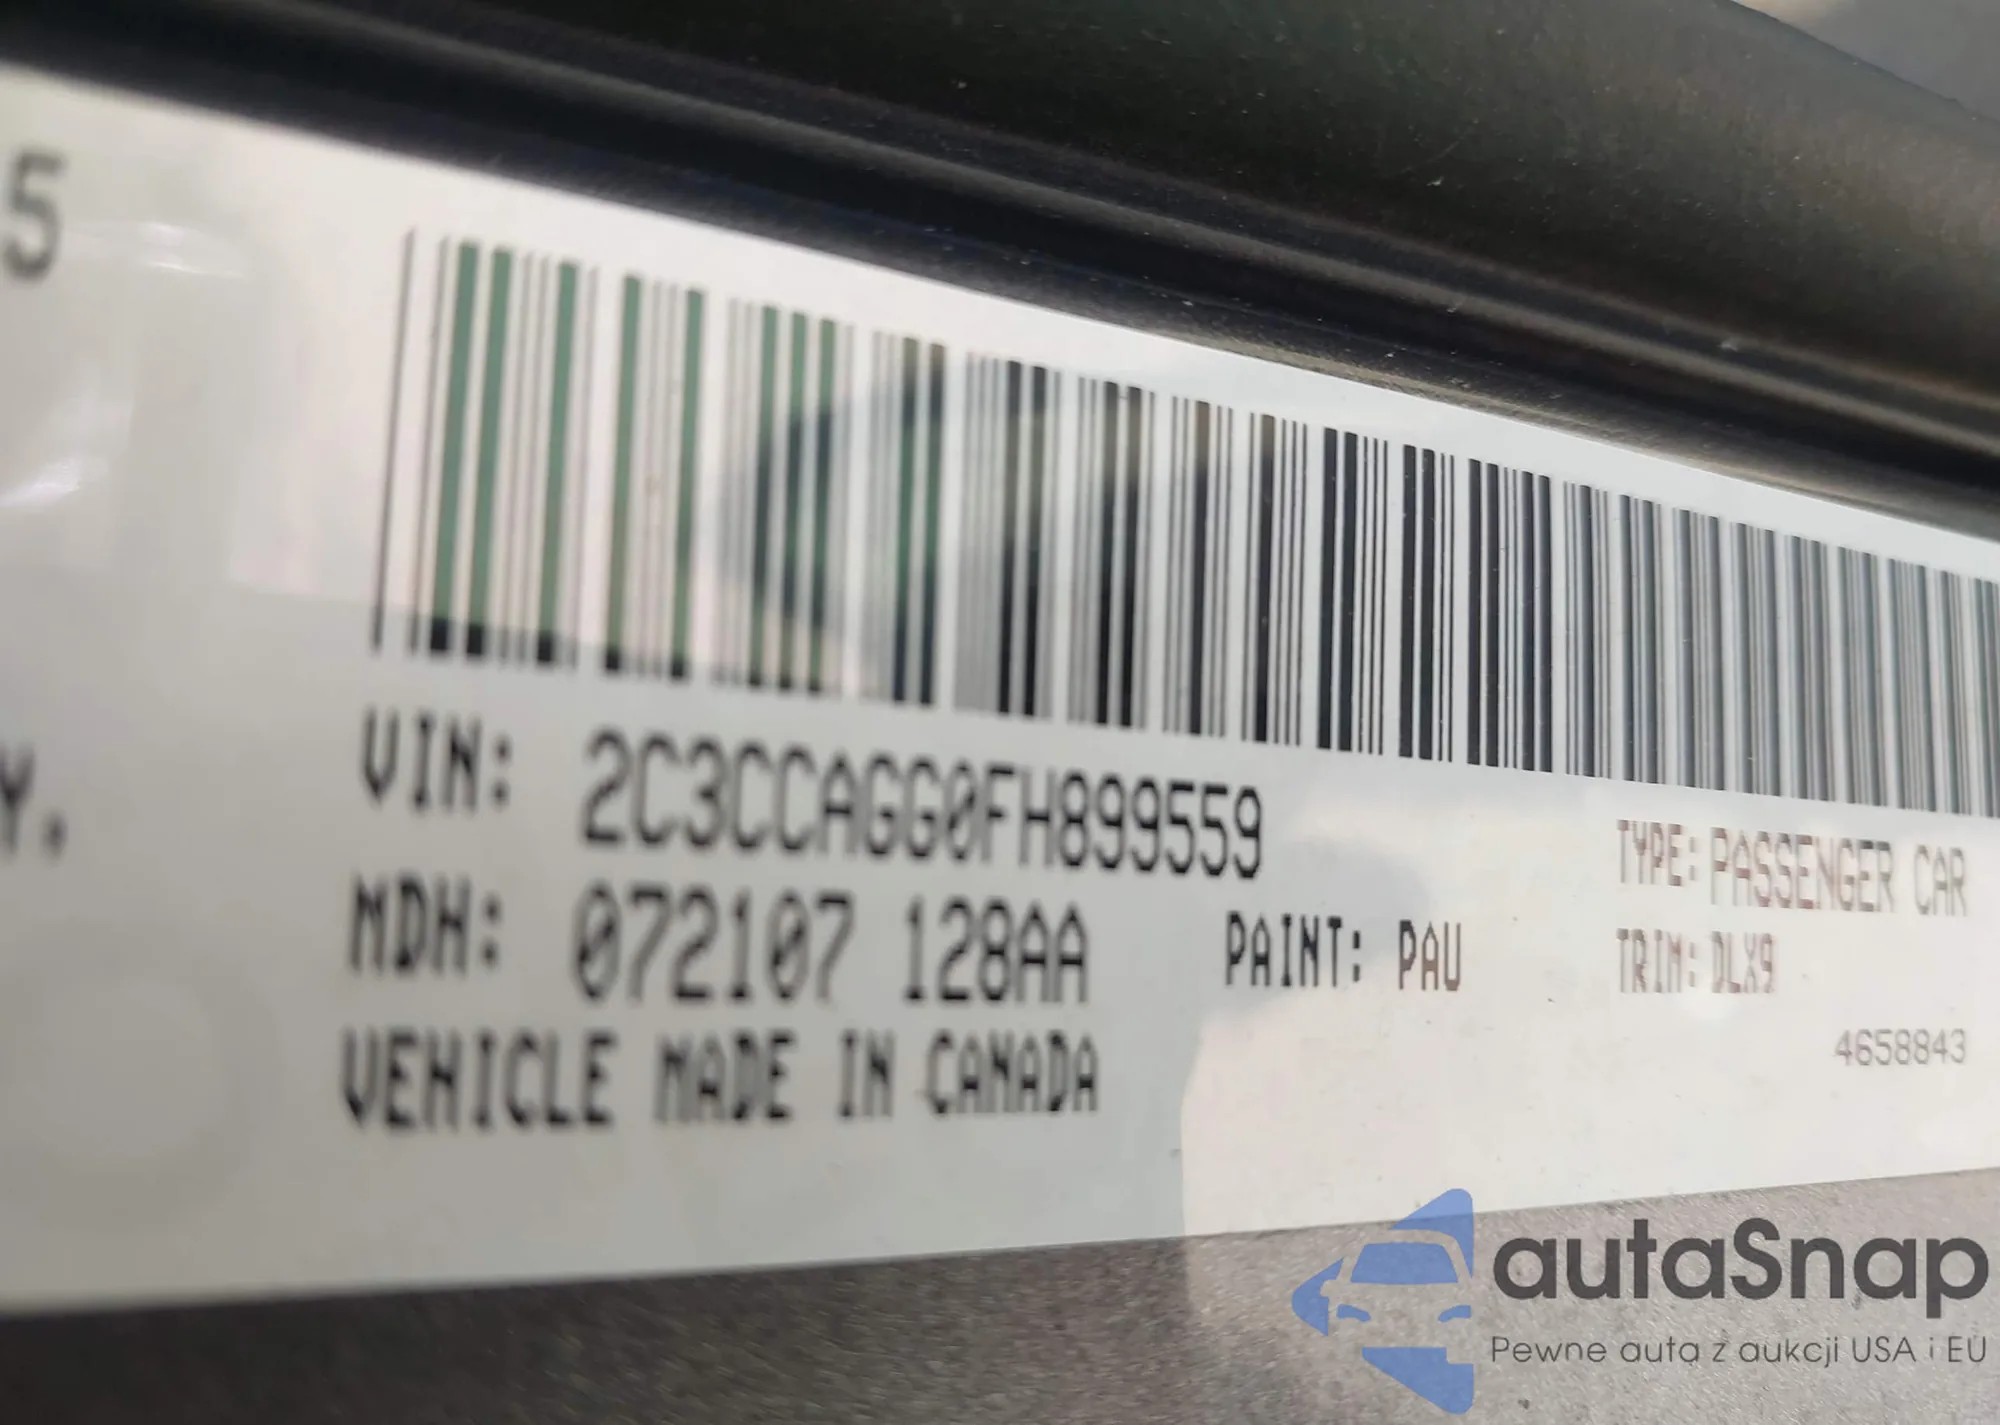 5
Y.
VIN: 2C3CCAGG0FH899559
TYPE: PASSENGER CAR
MDH: 072107 128AA
PAINT: PAU
TRIM: DLX9
VEHICLE MADE IN CANADA
4658843
autaSnap
Pewne auta z aukcji USA i EU